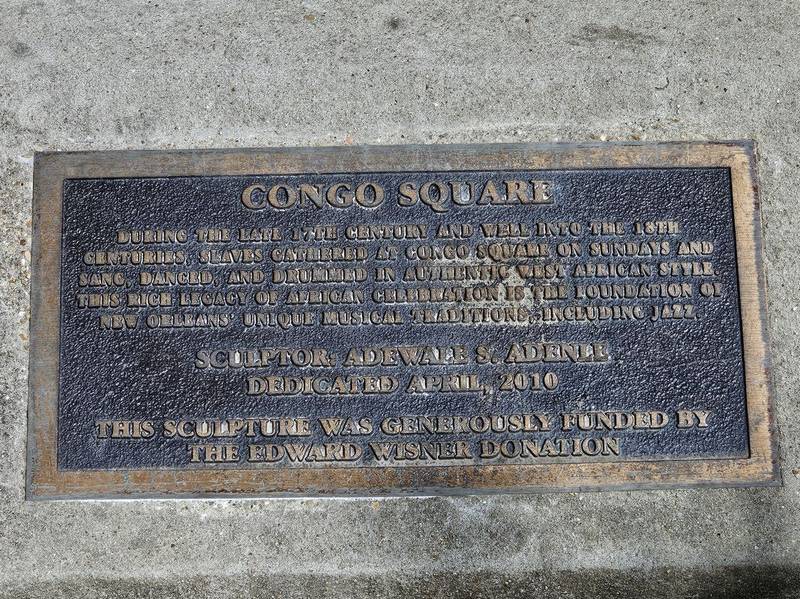 CONGO SQUARE
DURING THE LATE 17TH CENTURY AND WELL INTO THE 18TH
CENTURIES, SLAVES GATHERED AT CONGO SQUARE ON SUNDAYS AND
SANG, DANCED, AND DRUMMED IN AUTHENTIC WEST AFRICAN STYLE.
THIS RICH LEGACY OF AFRICAN CELEBRATION IS THE FOUNDATION OF
NEW ORLEANS' UNIQUE MUSICAL TRADITIONS, INCLUDING JAZZ.
SCULPTOR: ADEWALE S. ADENLE
DEDICATED APRIL, 2010
THIS SCULPTURE WAS GENEROUSLY FUNDED BY
THE EDWARD WISNER DONATION